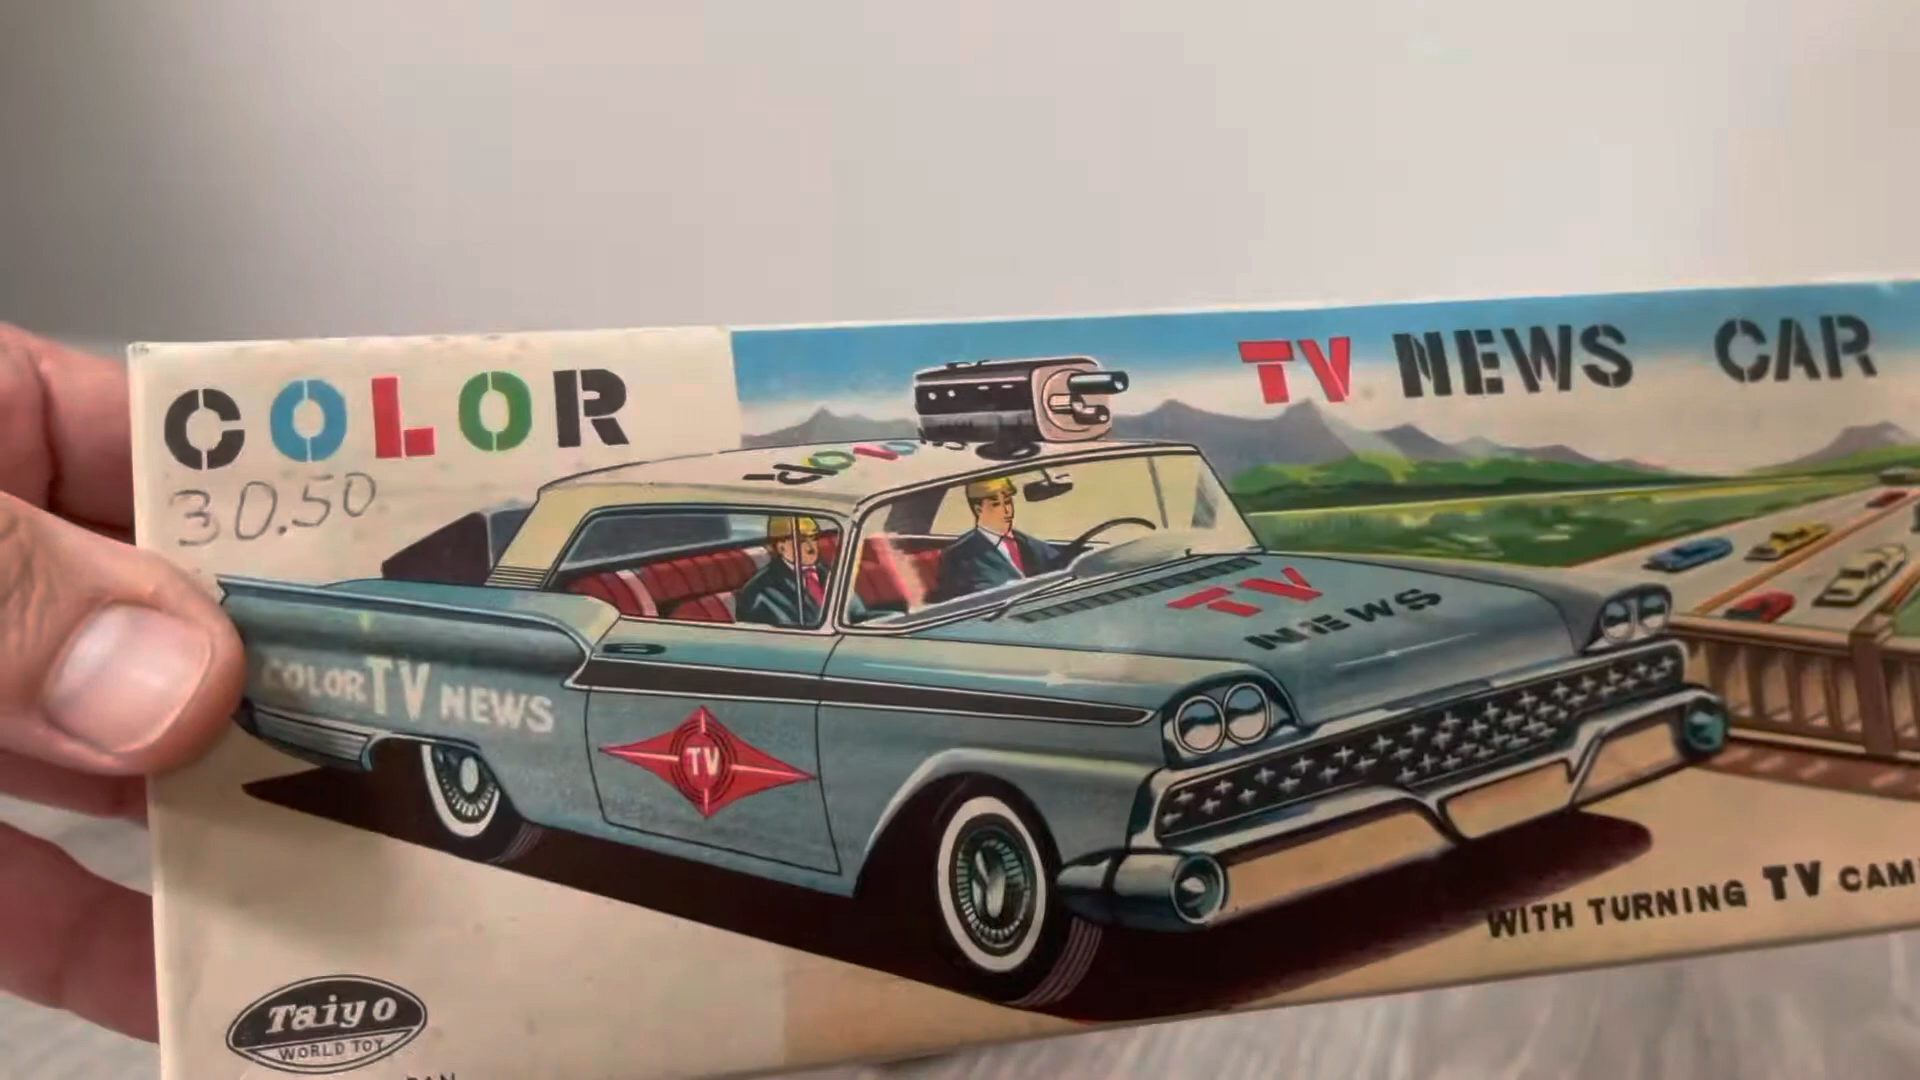 COLOR
TV NEWS CAR
30.50
COLOR
TV
NEWS
COLOR TV NEWS
TV
WITH TURNING TV CAM
Taiyo
WORLD TOY